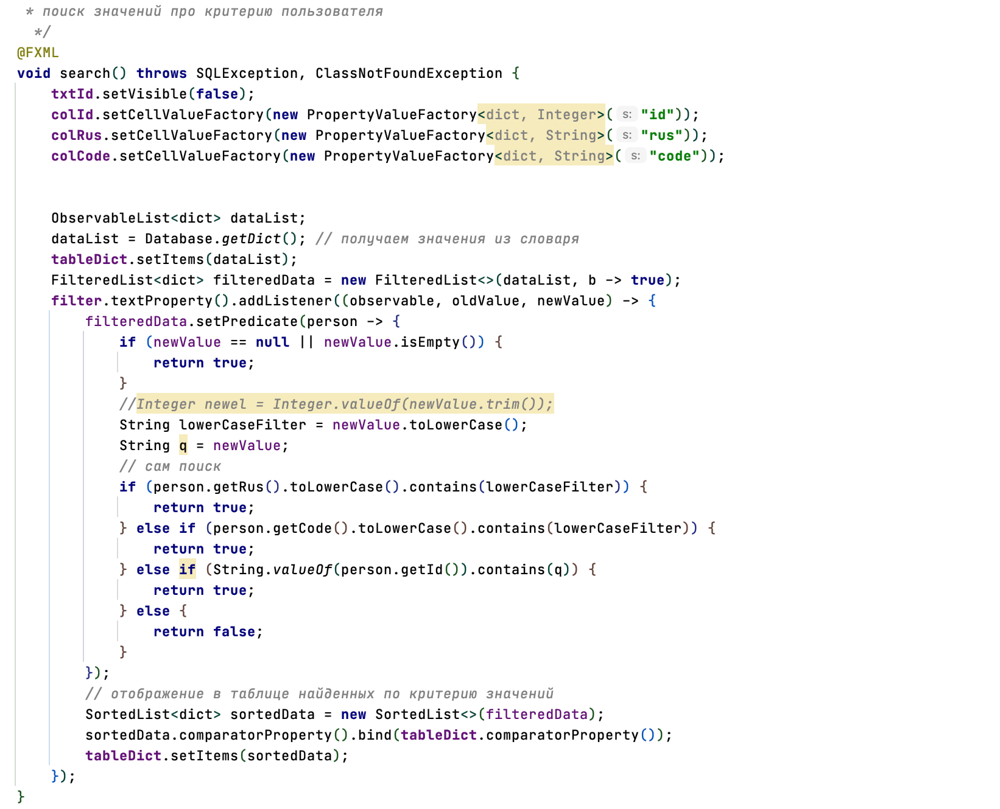 * поиск значений про критерию пользователя
*/
@FXML
void search() throws SQLException, ClassNotFoundException {
    txtId.setVisible(false);
    colId.setCellValueFactory(new PropertyValueFactory<dict, Integer>( s: "id"));
    colRus.setCellValueFactory(new PropertyValueFactory<dict, String>( s: "rus"));
    colCode.setCellValueFactory(new PropertyValueFactory<dict, String>( s: "code"));
    ObservableList<dict> dataList;
    dataList = Database.getDict(); // получаем значения из словаря
    tableDict.setItems(dataList);
    FilteredList<dict> filteredData = new FilteredList<>(dataList, b -> true);
    filter.textProperty().addListener((observable, oldValue, newValue) -> {
        filteredData.setPredicate(person -> {
            if (newValue == null || newValue.isEmpty()) {
                return true;
            }
            //Integer newel = Integer.valueOf(newValue.trim());
            String lowerCaseFilter = newValue.toLowerCase();
            String q = newValue;
            // сам поиск
            if (person.getRus().toLowerCase().contains(lowerCaseFilter)) {
                return true;
            } else if (person.getCode().toLowerCase().contains(lowerCaseFilter)) {
                return true;
            } else if (String.valueOf(person.getId()).contains(q)) {
                return true;
            } else {
                return false;
            }
        });
        // отображение в таблице найденных по критерию значений
        SortedList<dict> sortedData = new SortedList<>(filteredData);
        sortedData.comparatorProperty().bind(tableDict.comparatorProperty());
        tableDict.setItems(sortedData);
    });
}